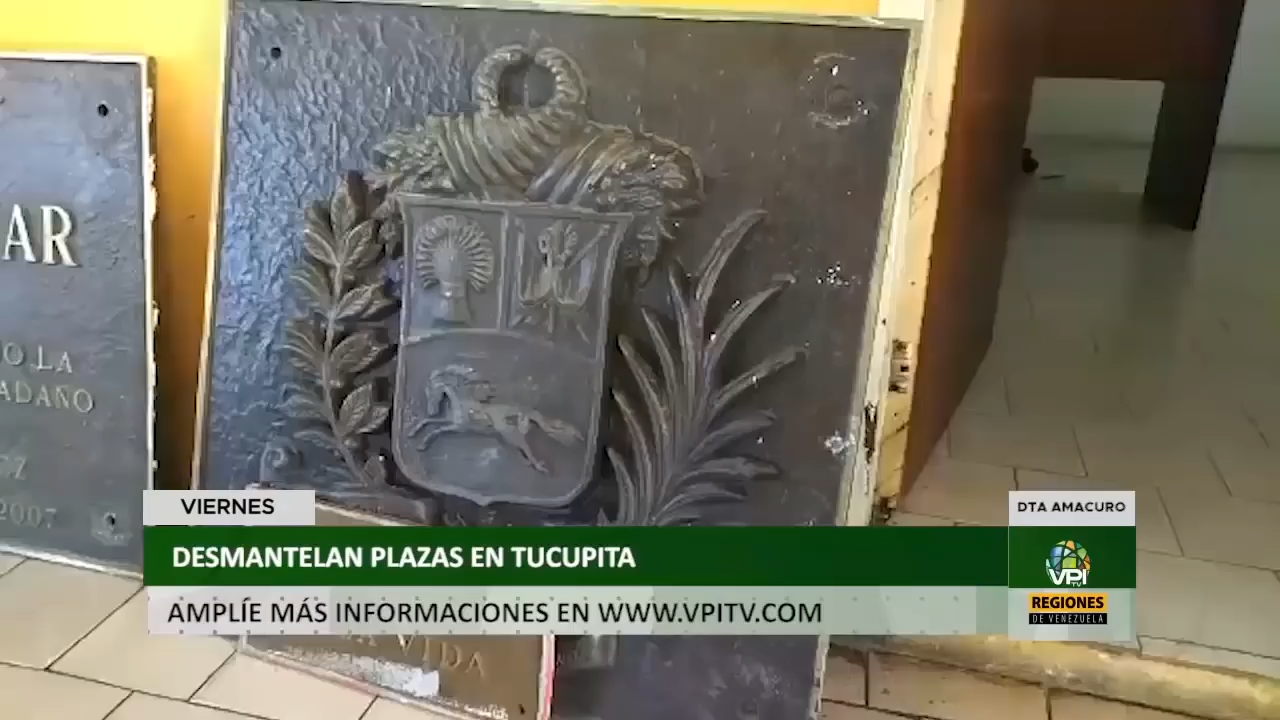 AR
O LA
ADAÑO
2007
VIERNES
DTA AMACURO
DESMANTELAN PLAZAS EN TUCUPITA
VPI
TV
AMPLÍE MÁS INFORMACIONES EN WWW.VPITV.COM
REGIONES
DE VENEZUELA
VIDA